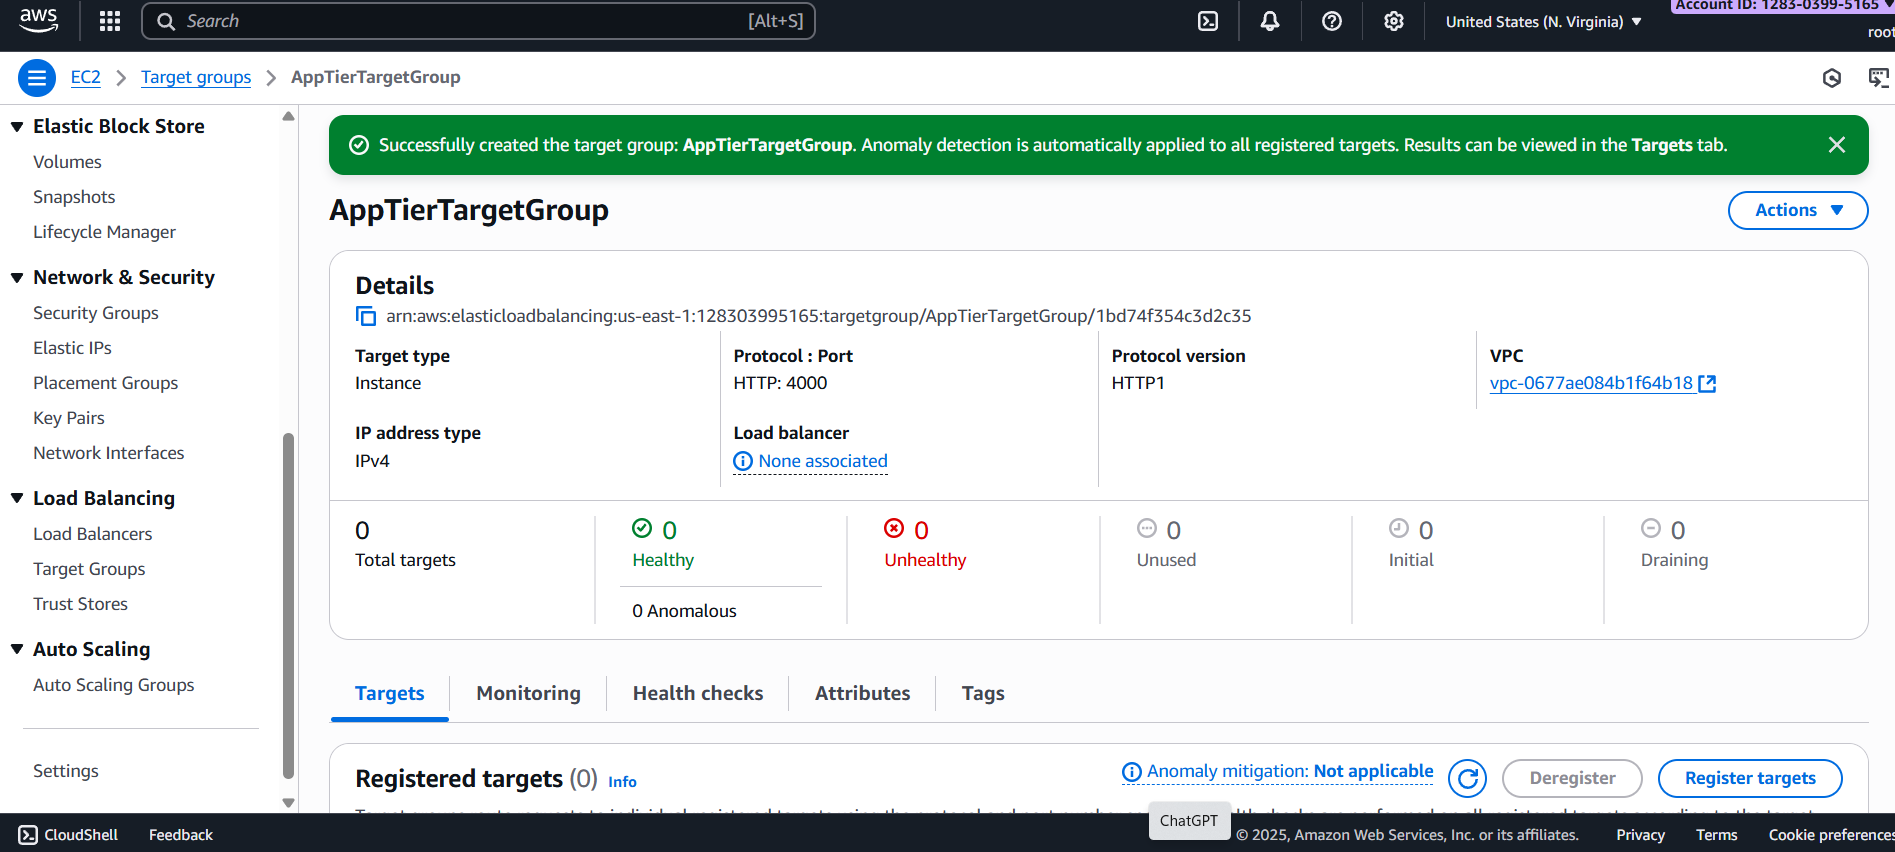 aws
Search [Alt+S]
United States (N. Virginia)
Account ID: 1283-0399-5165
root
EC2 > Target groups > AppTierTargetGroup
Elastic Block Store
Volumes
Snapshots
Lifecycle Manager
Network & Security
Security Groups
Elastic IPs
Placement Groups
Key Pairs
Network Interfaces
Load Balancing
Load Balancers
Target Groups
Trust Stores
Auto Scaling
Auto Scaling Groups
Settings
Successfully created the target group: AppTierTargetGroup. Anomaly detection is automatically applied to all registered targets. Results can be viewed in the Targets tab.
AppTierTargetGroup
Actions
Details
arn:aws:elasticloadbalancing:us-east-1:128303995165:targetgroup/AppTierTargetGroup/1bd74f354c3d2c35
Target type
Instance
Protocol : Port
HTTP: 4000
Protocol version
HTTP1
VPC
vpc-0677ae084b1f64b18
IP address type
IPv4
Load balancer
None associated
0
Total targets
0
Healthy
0 Anomalous
0
Unhealthy
0
Unused
0
Initial
0
Draining
Targets
Monitoring
Health checks
Attributes
Tags
Registered targets (0) Info
Anomaly mitigation: Not applicable
Deregister
Register targets
ChatGPT
CloudShell
Feedback
© 2025, Amazon Web Services, Inc. or its affiliates.
Privacy
Terms
Cookie preferences